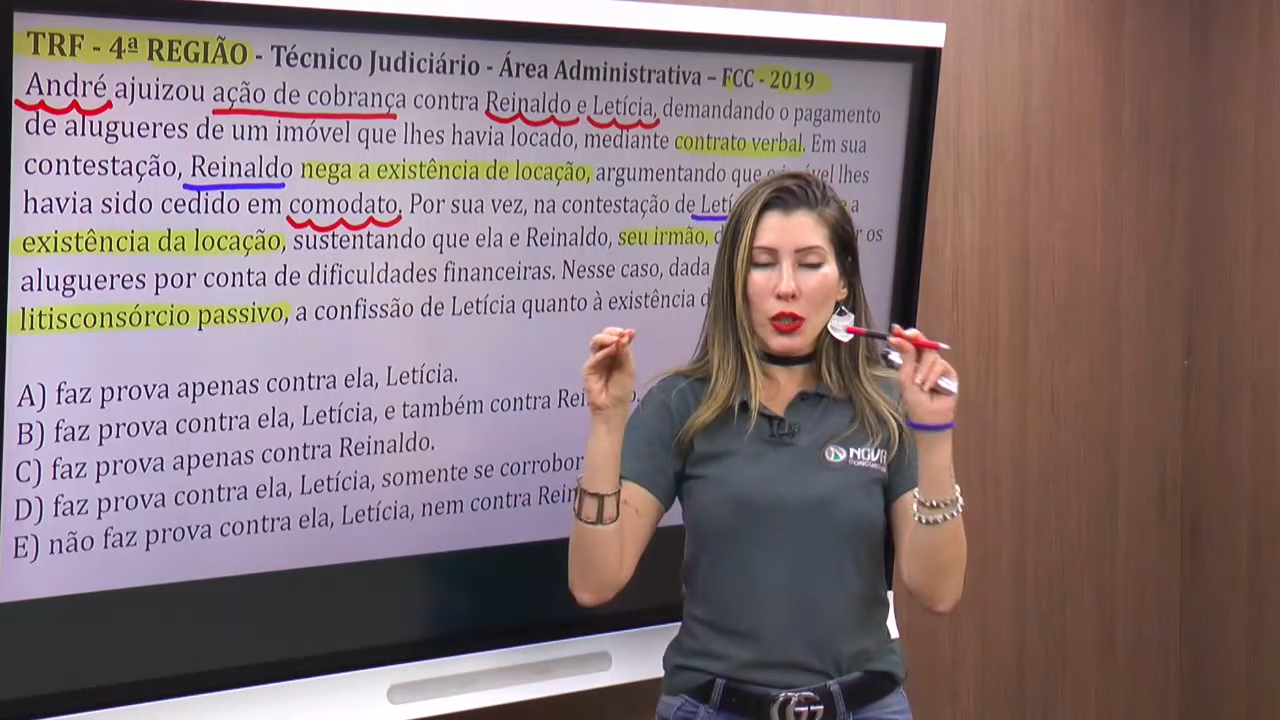 TRF - 4ª REGIÃO - Técnico Judiciário - Área Administrativa – FCC - 2019
André ajuizou ação de cobrança contra Reinaldo e Letícia, demandando o pagamento
de alugueres de um imóvel que lhes havia locado, mediante contrato verbal. Em sua
contestação, Reinaldo nega a existência de locação, argumentando que lhes
havia sido cedido em comodato. Por sua vez, na contestação de a
existência da locação, sustentando que ela e Reinaldo, seu irmão, os
alugueres por conta de dificuldades financeiras. Nesse caso, dada
litisconsórcio passivo, a confissão de Letícia quanto à existência
A) faz prova apenas contra ela, Letícia.
B) faz prova contra ela, Letícia, e também contra
C) faz prova apenas contra Reinaldo.
D) faz prova contra ela, Letícia, somente se
E) não faz prova contra ela, Letícia, nem contra
NOVA
CONCURSOS